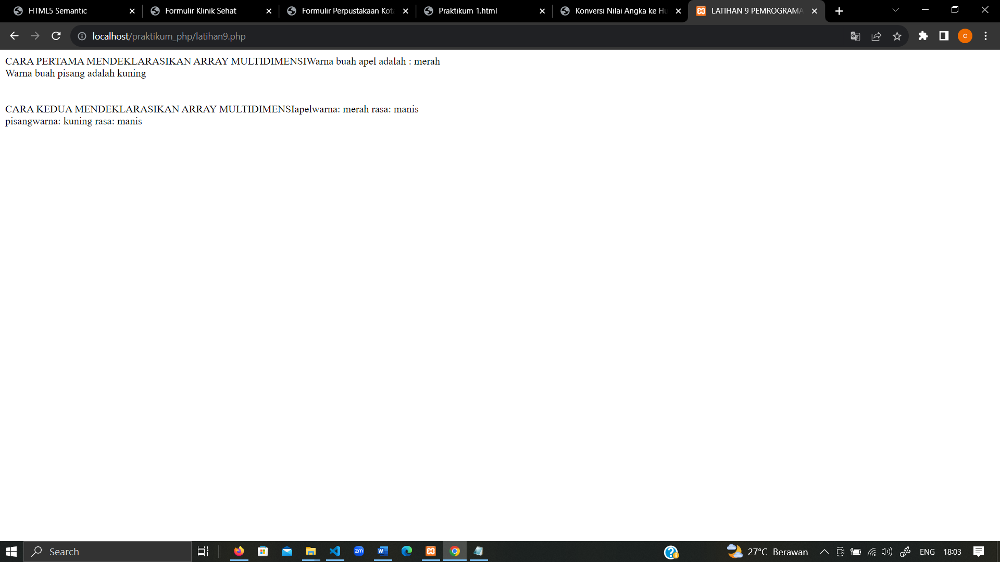 HTML5 Semantic
Formulir Klinik Sehat
Formulir Perpustakaan Kot
Praktikum 1.html
Konversi Nilai Angka ke Hu
LATIHAN 9 PEMROGRAMA
localhost/praktikum_php/latihan9.php
c
CARA PERTAMA MENDEKLARASIKAN ARRAY MULTIDIMENSIWarna buah apel adalah : merah
Warna buah pisang adalah kuning
CARA KEDUA MENDEKLARASIKAN ARRAY MULTIDIMENSIapelwarna: merah rasa: manis
pisangwarna: kuning rasa: manis
Search
zm
W
27°C Berawan
ENG
18:03